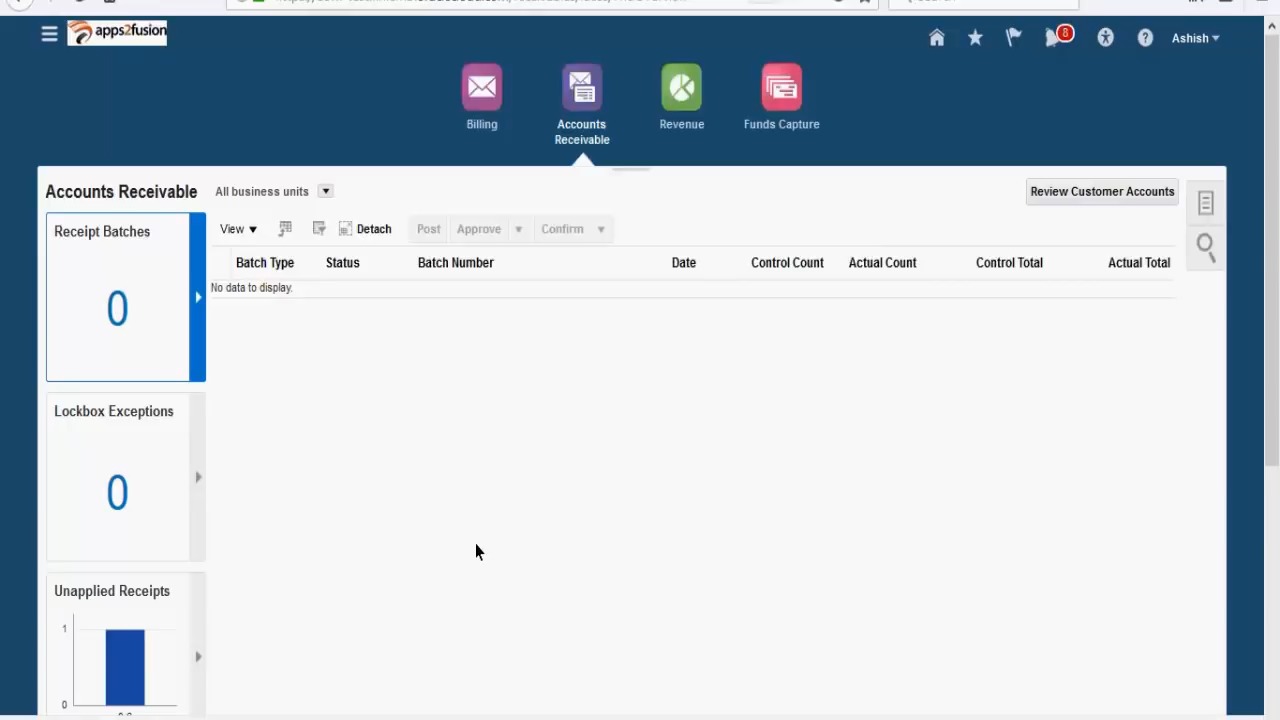 apps2fusion
8
Ashish
Billing
Accounts
Receivable
Revenue
Funds Capture
Accounts Receivable
All business units
Review Customer Accounts
Receipt Batches
0
View
Detach
Post
Approve
Confirm
Batch Type
Status
Batch Number
Date
Control Count
Actual Count
Control Total
Actual Total
No data to display.
Lockbox Exceptions
0
Unapplied Receipts
1
0